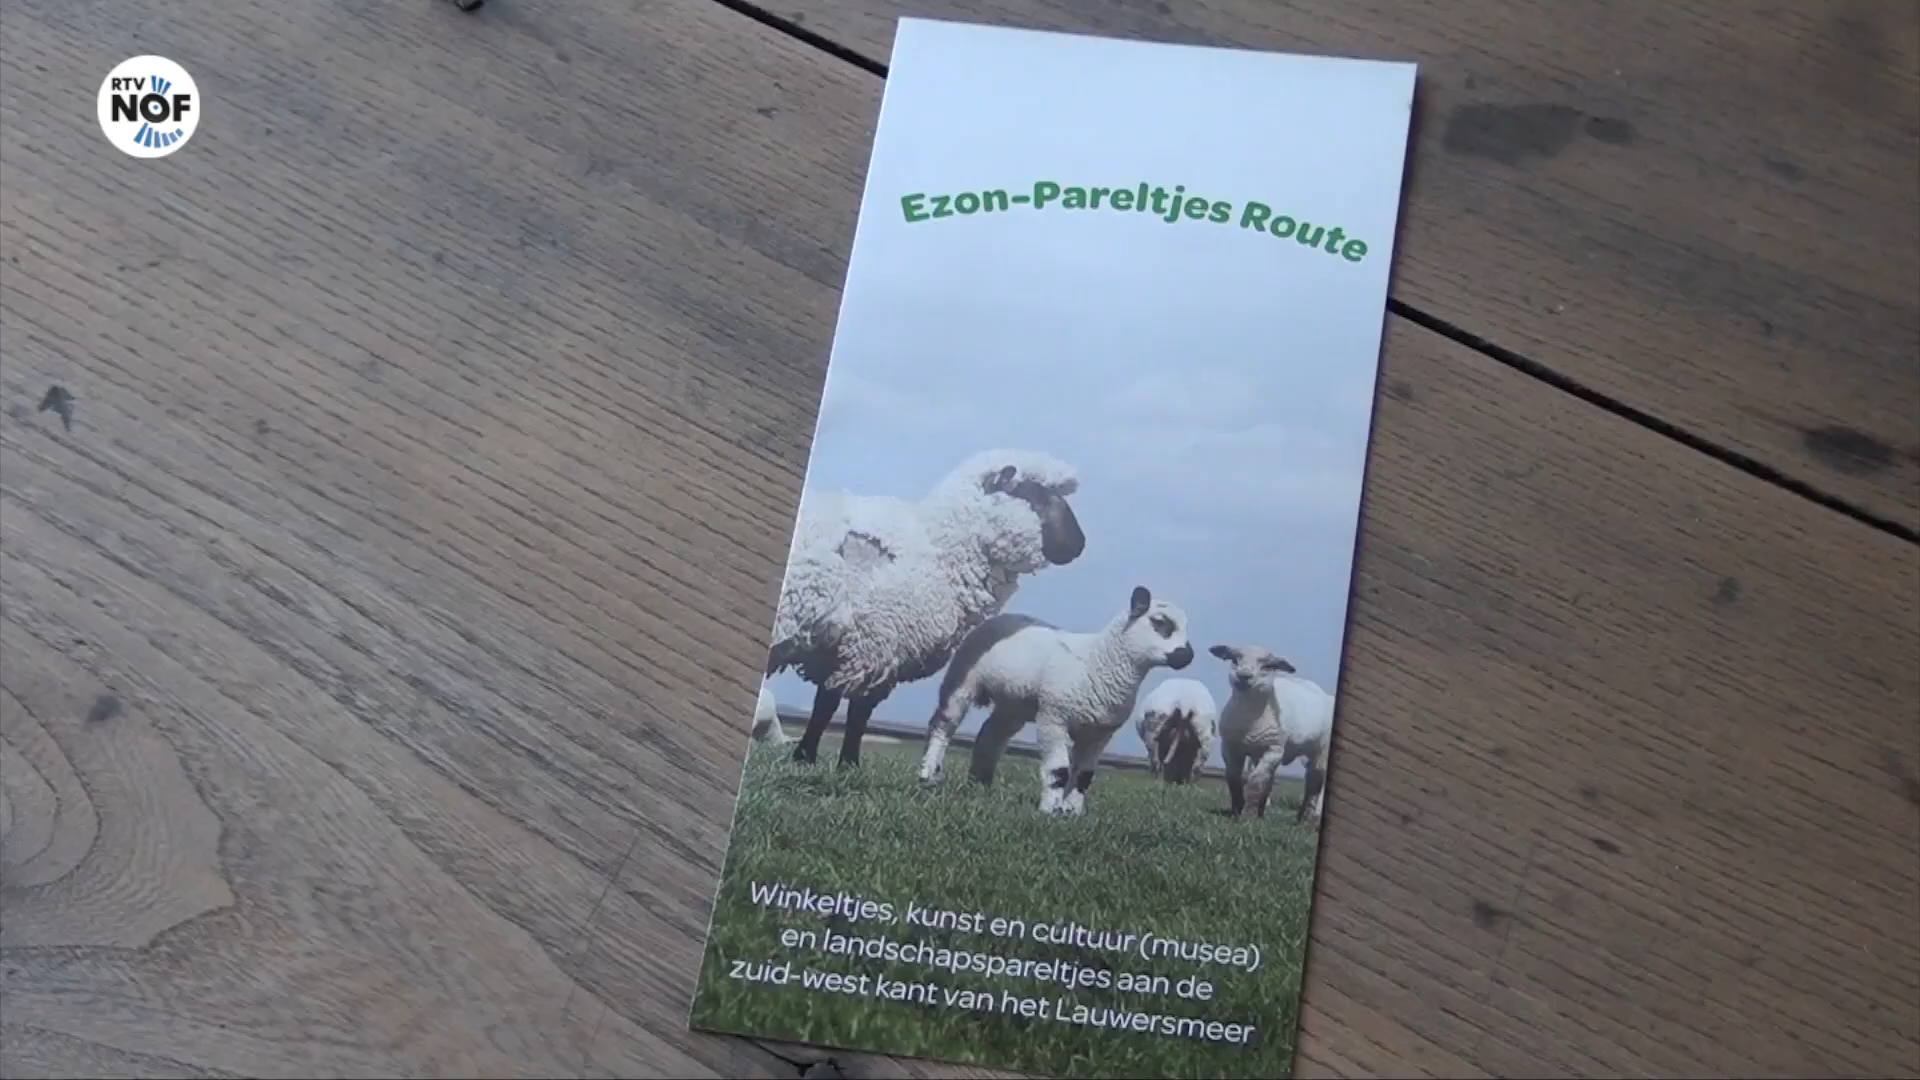 RTV
NOF
Ezon-Pareltjes Route
Winkeltjes, kunst en cultuur (musea)
en landschapspareltjes aan de
zuid-west kant van het Lauwersmeer